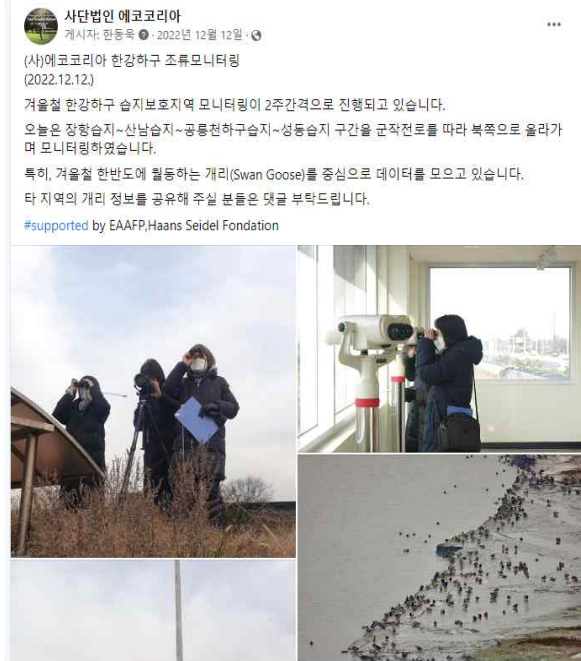 사단법인 에코코리아
게시자: 한동욱 · 2022년 12월 12일 ·
(사)에코코리아 한강하구 조류모니터링
(2022.12.12.)
겨울철 한강하구 습지보호지역 모니터링이 2주간격으로 진행되고 있습니다.
오늘은 장항습지~산남습지~공릉천하구습지~성동습지 구간을 군작전로를 따라 북쪽으로 올라가
며 모니터링하였습니다.
특히, 겨울철 한반도에 월동하는 개리(Swan Goose)를 중심으로 데이터를 모으고 있습니다.
타 지역의 개리 정보를 공유해 주실 분들은 댓글 부탁드립니다.
#supported by EAAFP,Haans Seidel Fondation